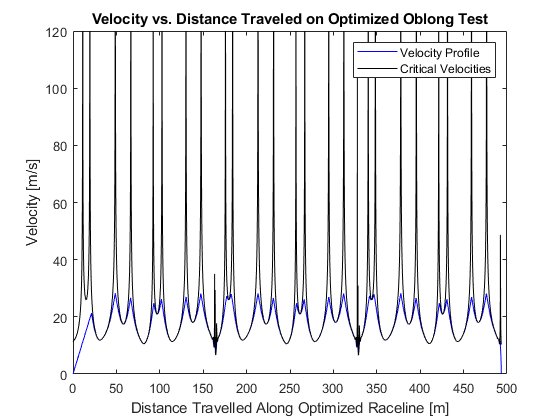 Velocity vs. Distance Traveled on Optimized Oblong Test
Velocity Profile
Critical Velocities
120
100
80
60
40
20
0
Velocity [m/s]
0 50 100 150 200 250 300 350 400 450 500
Distance Travelled Along Optimized Raceline [m]